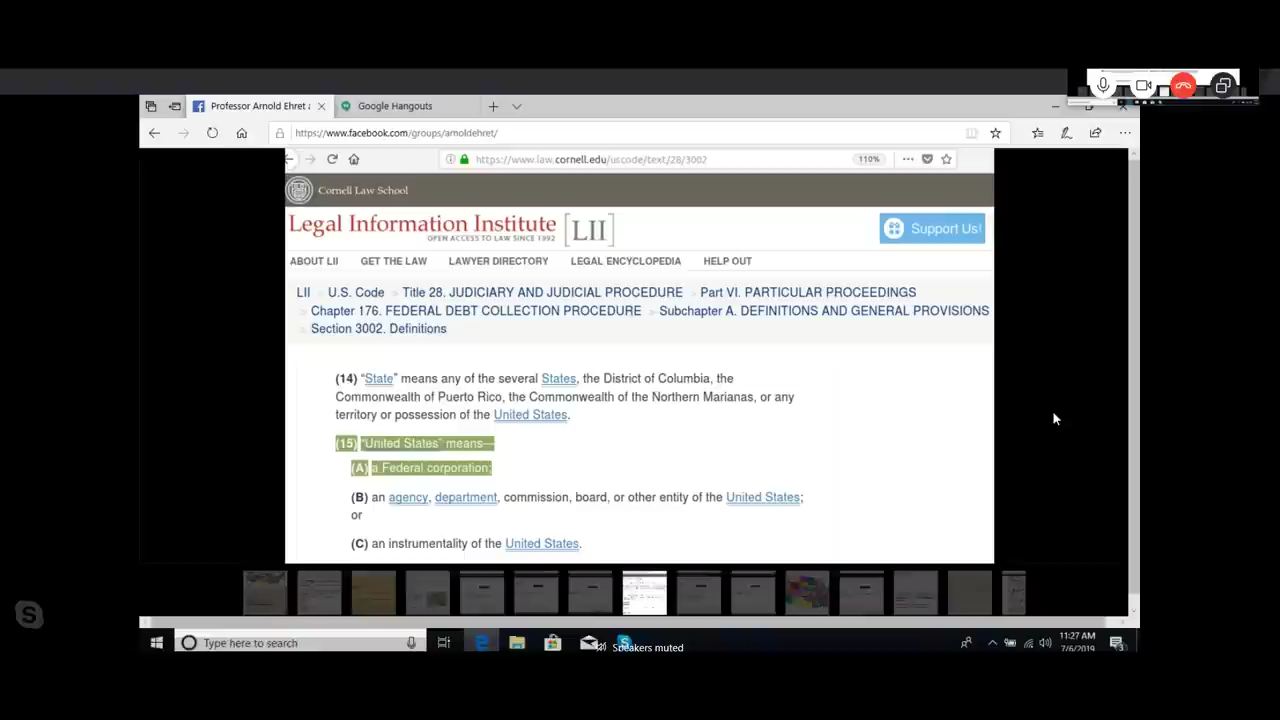 Professor Arnold Ehret a
Google Hangouts
https://www.facebook.com/groups/arnoldehret/
https://www.law.cornell.edu/uscode/text/28/3002
110%
Cornell Law School
Legal Information Institute [LII]
OPEN ACCESS TO LAW SINCE 1992
Support Us!
ABOUT LII GET THE LAW LAWYER DIRECTORY LEGAL ENCYCLOPEDIA HELP OUT
LII U.S. Code Title 28. JUDICIARY AND JUDICIAL PROCEDURE Part VI. PARTICULAR PROCEEDINGS
Chapter 176. FEDERAL DEBT COLLECTION PROCEDURE Subchapter A. DEFINITIONS AND GENERAL PROVISIONS
Section 3002. Definitions
(14) “State” means any of the several States, the District of Columbia, the
Commonwealth of Puerto Rico, the Commonwealth of the Northern Marianas, or any
territory or possession of the United States.
(15) “United States” means—
(A) a Federal corporation;
(B) an agency, department, commission, board, or other entity of the United States;
or
(C) an instrumentality of the United States.
Type here to search
Speakers muted
11:27 AM
7/6/2019